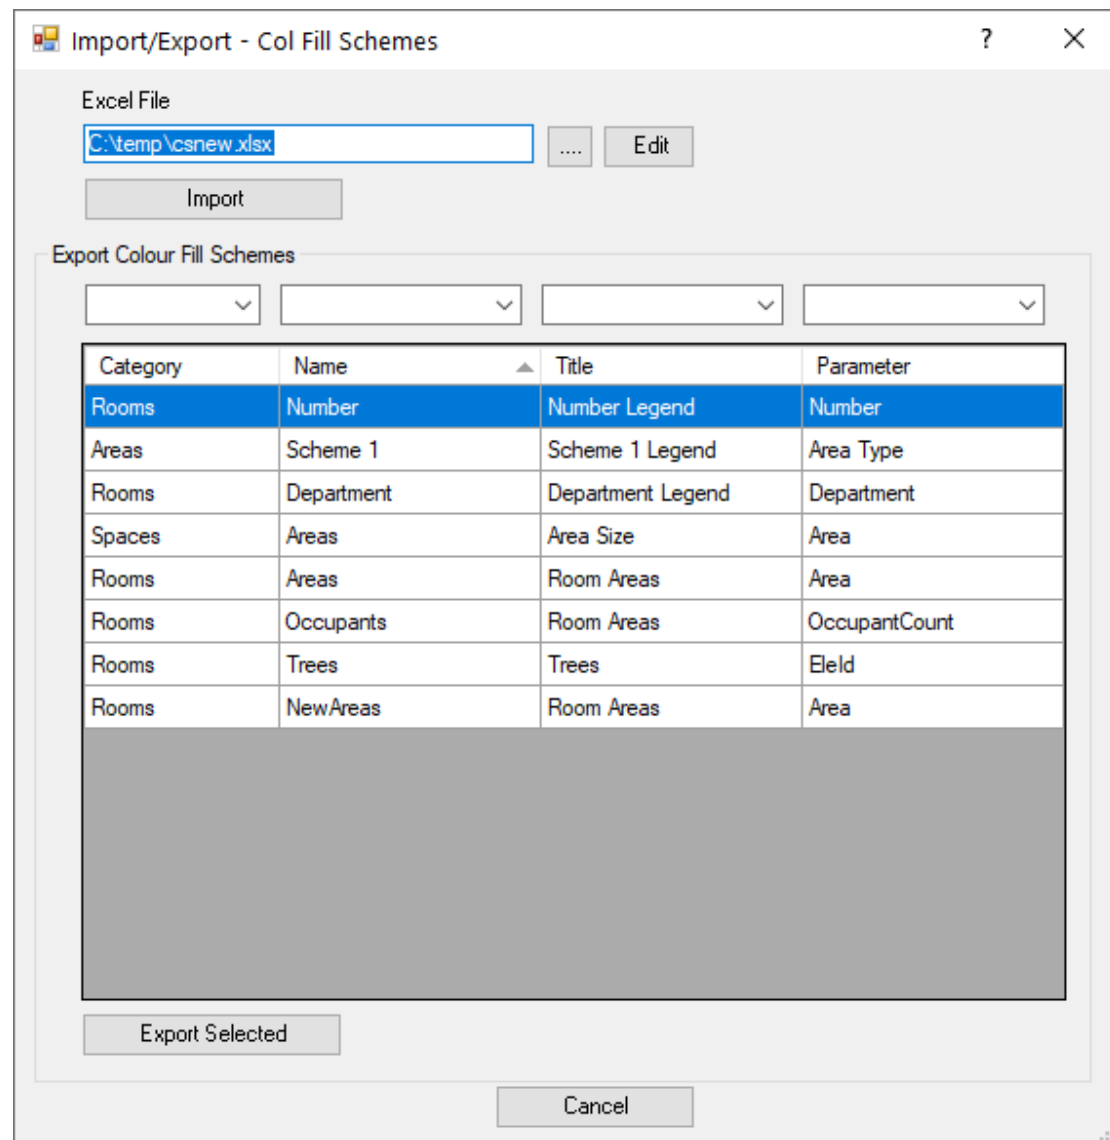 Import/Export - Col Fill Schemes ?
Excel File
C:\temp\csnew.xlsx .... Edit
Import
Export Colour Fill Schemes
Category Name Title Parameter
Rooms Number Number Legend Number
Areas Scheme 1 Scheme 1 Legend Area Type
Rooms Department Department Legend Department
Spaces Areas Area Size Area
Rooms Areas Room Areas Area
Rooms Occupants Room Areas OccupantCount
Rooms Trees Trees EleId
Rooms NewAreas Room Areas Area
Export Selected
Cancel